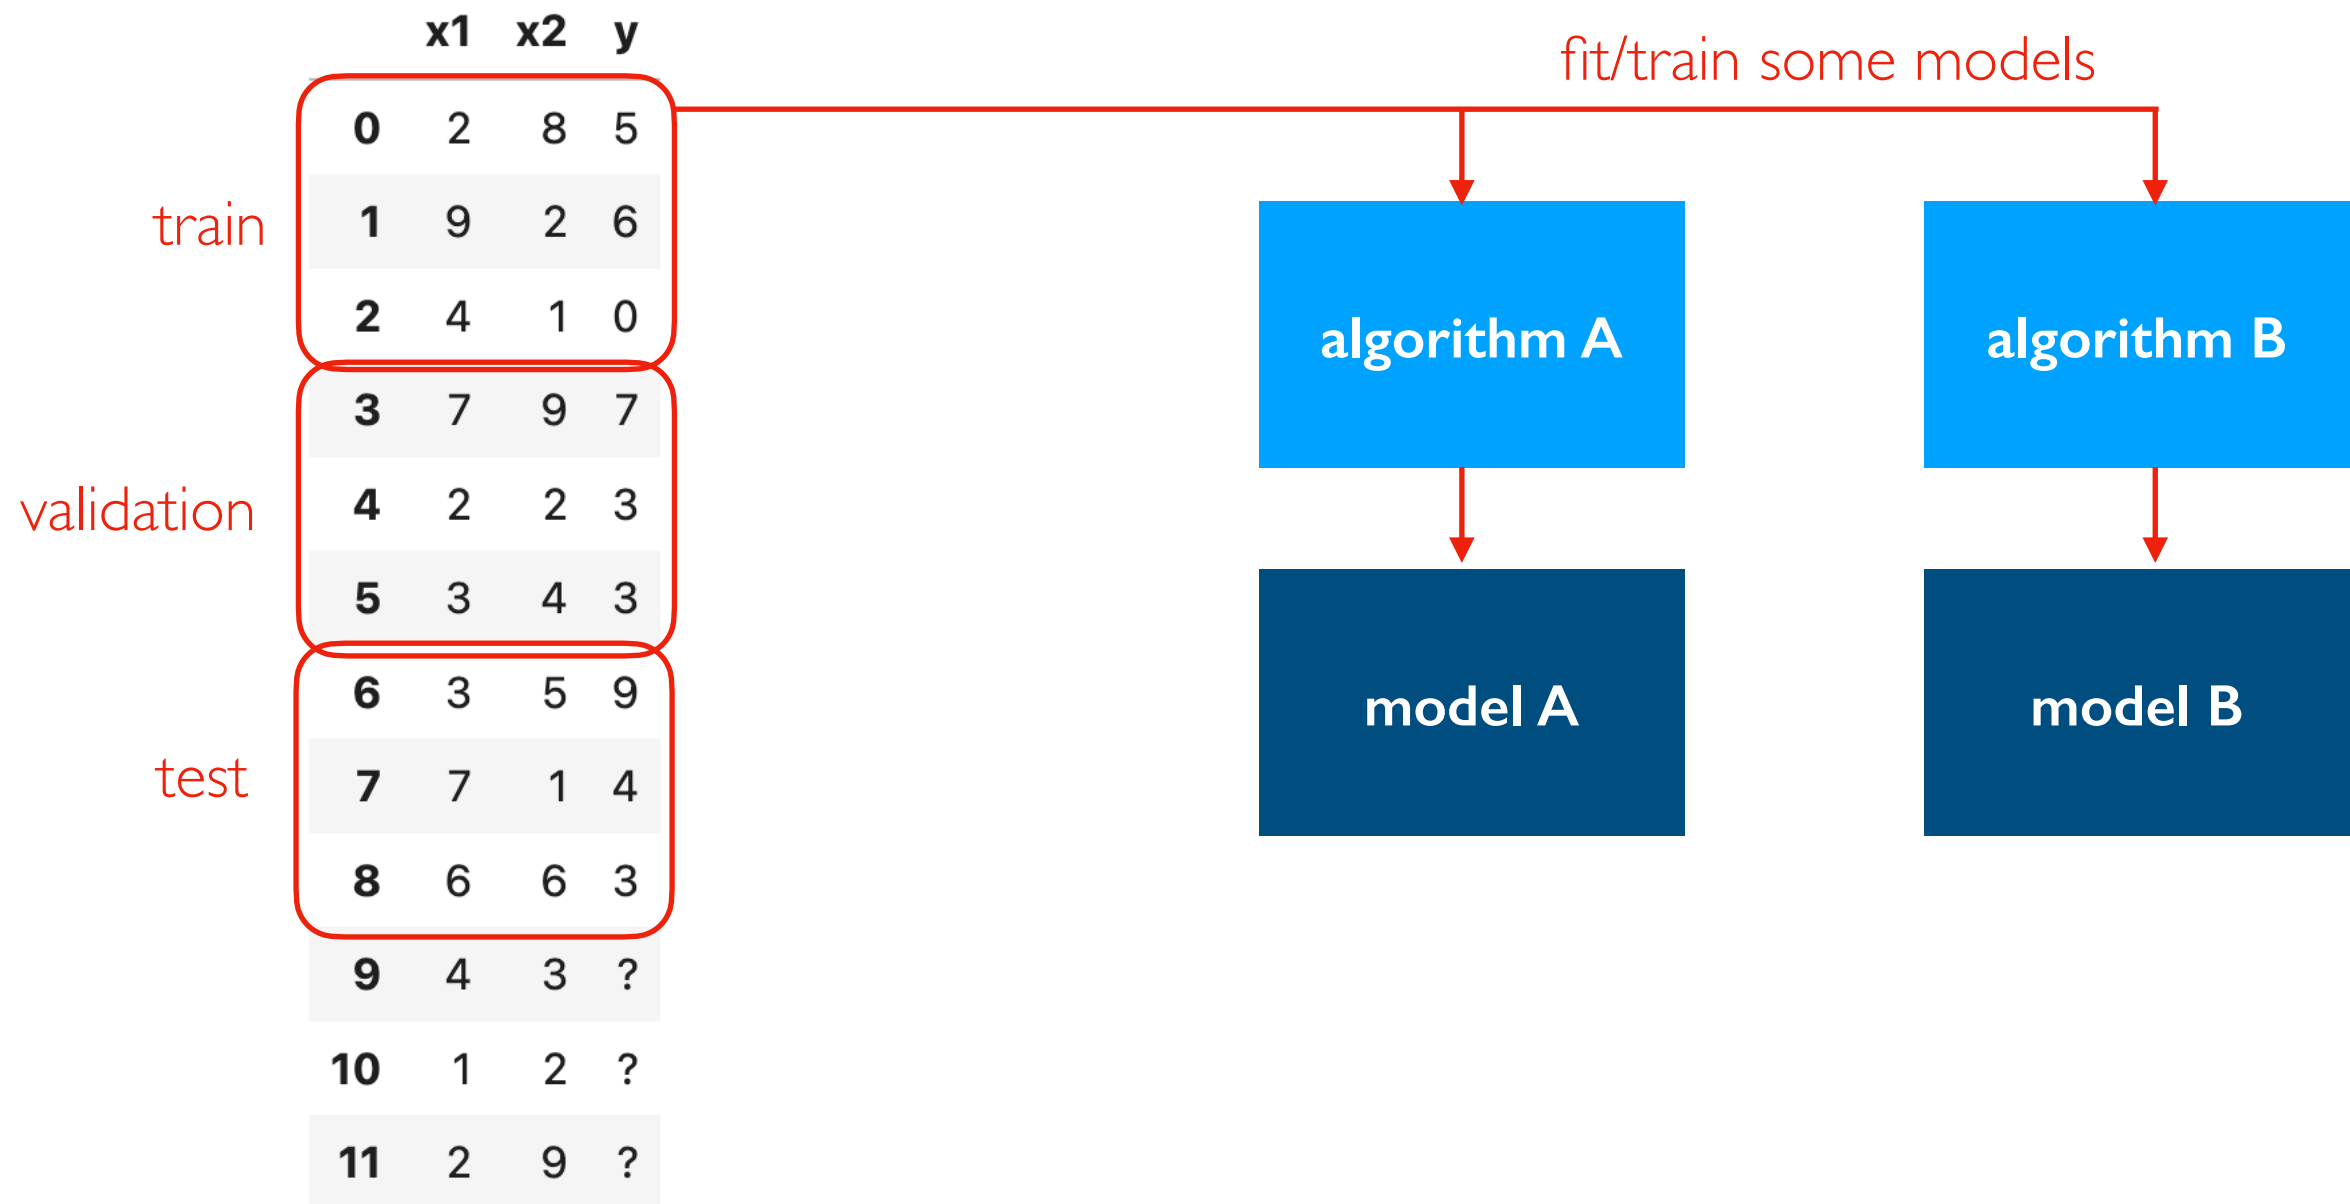 x1 x2 y
fit/train some models
0 2 8 5
train
1 9 2 6
2 4 1 0
algorithm A
algorithm B
3 7 9 7
validation
4 2 2 3
5 3 4 3
6 3 5 9
model A
model B
test
7 7 1 4
8 6 6 3
9 4 3 ?
10 1 2 ?
11 2 9 ?